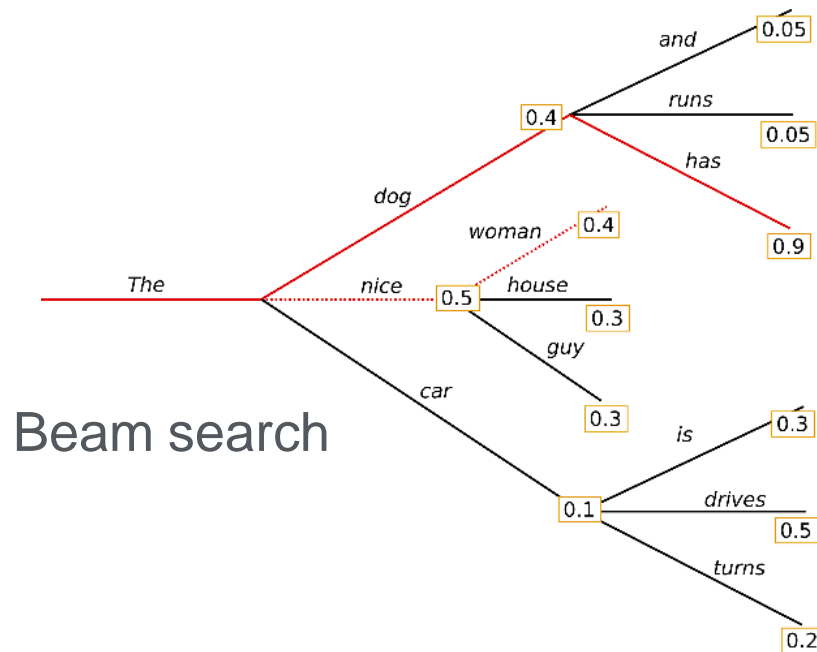 and
0.05
runs
0.4
0.05
has
dog
woman
0.4
0.9
The
nice
0.5
house
0.3
guy
car
0.3
Beam search
is
0.3
drives
0.1
0.5
turns
0.2